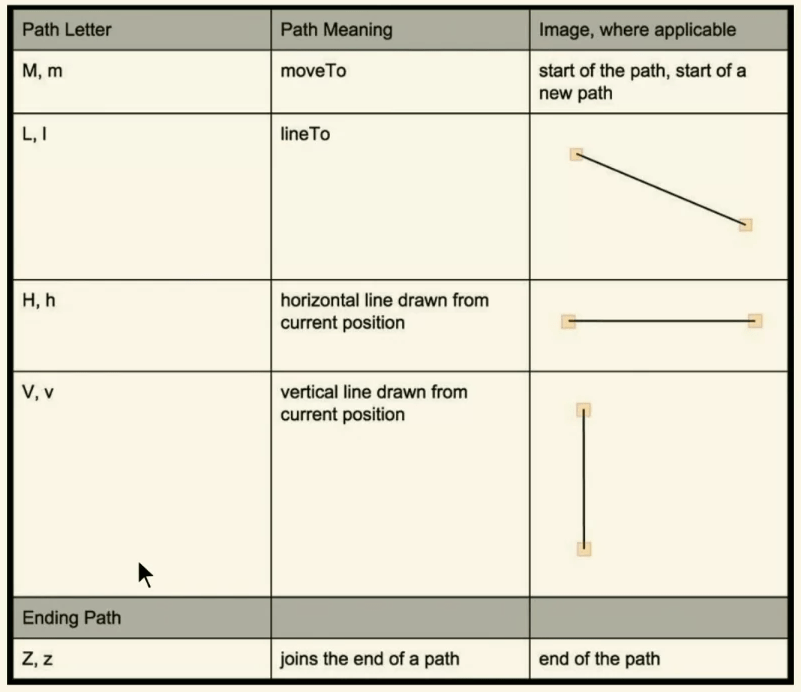 Path Letter Path Meaning Image, where applicable
M, m moveTo start of the path, start of a
new path
L, l lineTo
H, h horizontal line drawn from
current position
V, v vertical line drawn from
current position
Ending Path
Z, z joins the end of a path end of the path